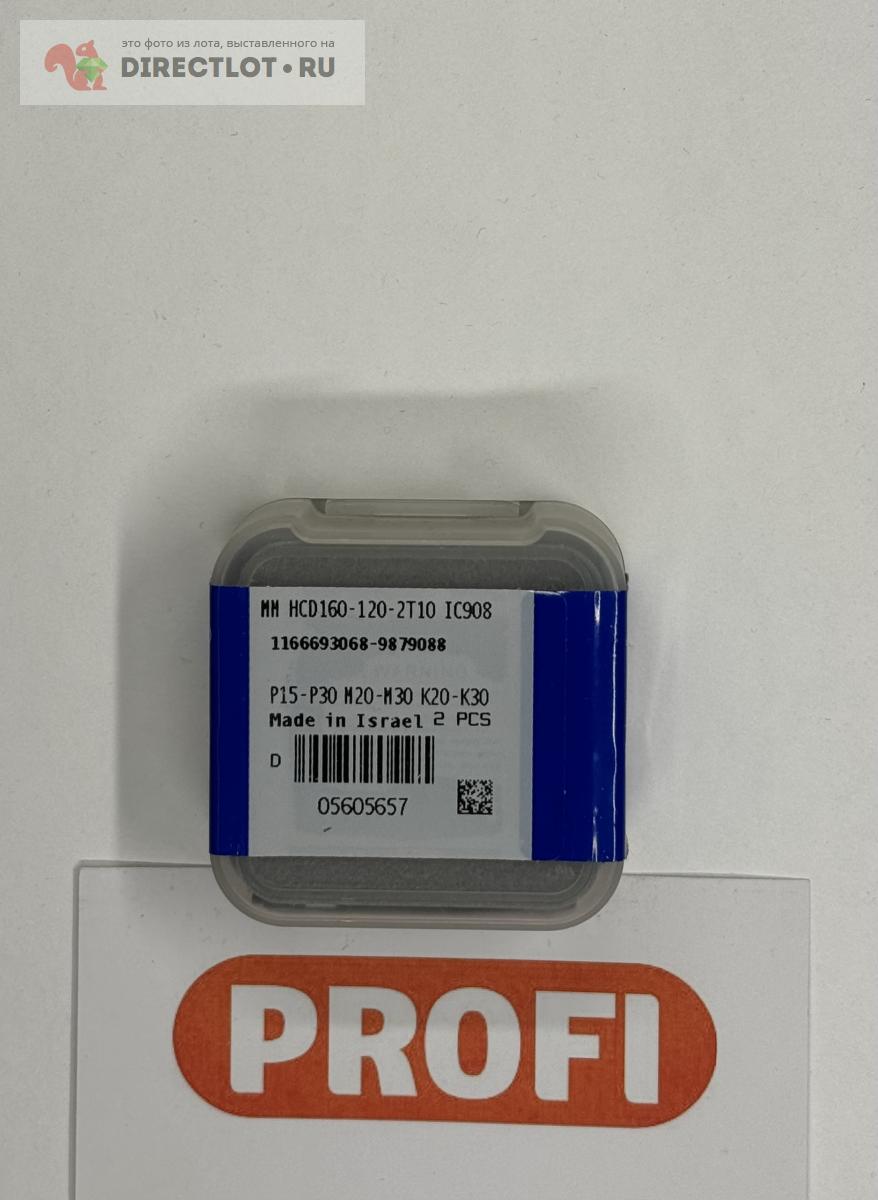 это фото из лота, выставленного на
DIRECTLOT•RU
MM HCD160-120-2T10 IC908
1166693068-9879088
WARNING
P15-P30 M20-M30 K20-K30
Made in Israel 2 PCS
D
05605657
PROFI